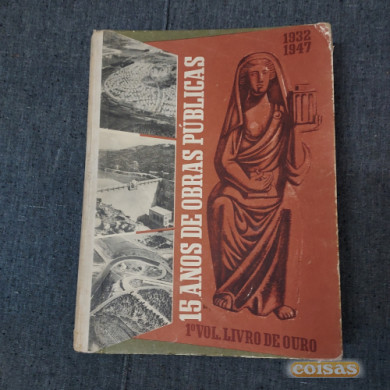 1932
1947
15 ANOS DE OBRAS PÚBLICAS
1º VOL. LIVRO DE OURO
coisas